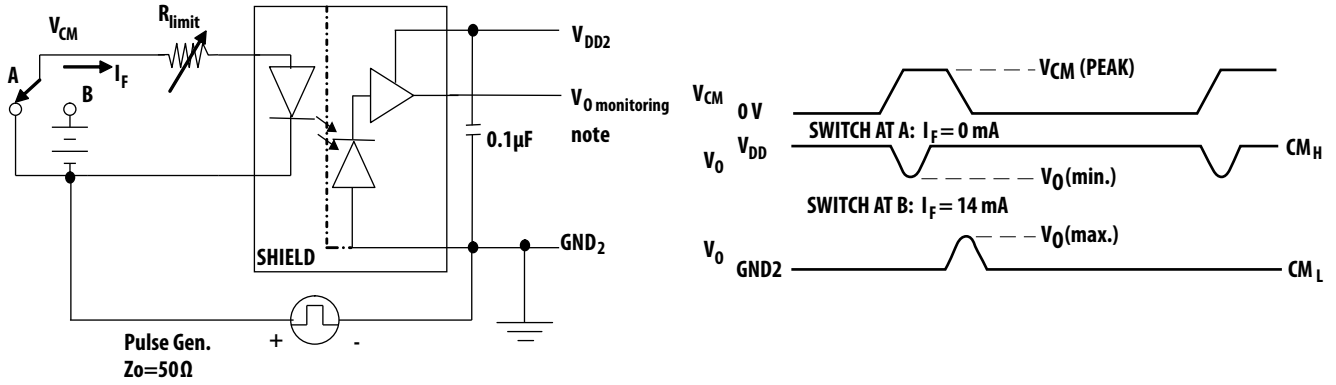 V_CM
R_limit
A
I_F
B
SHIELD
V_DD2
V_O monitoring
note
0.1µF
GND_2
Pulse Gen.
Zo=50Ω
+
-
V_CM
0 V
V_CM (PEAK)
SWITCH AT A: I_F = 0 mA
V_O
V_DD
CM_H
V_O (min.)
SWITCH AT B: I_F = 14 mA
V_O
GND2
V_O (max.)
CM_L